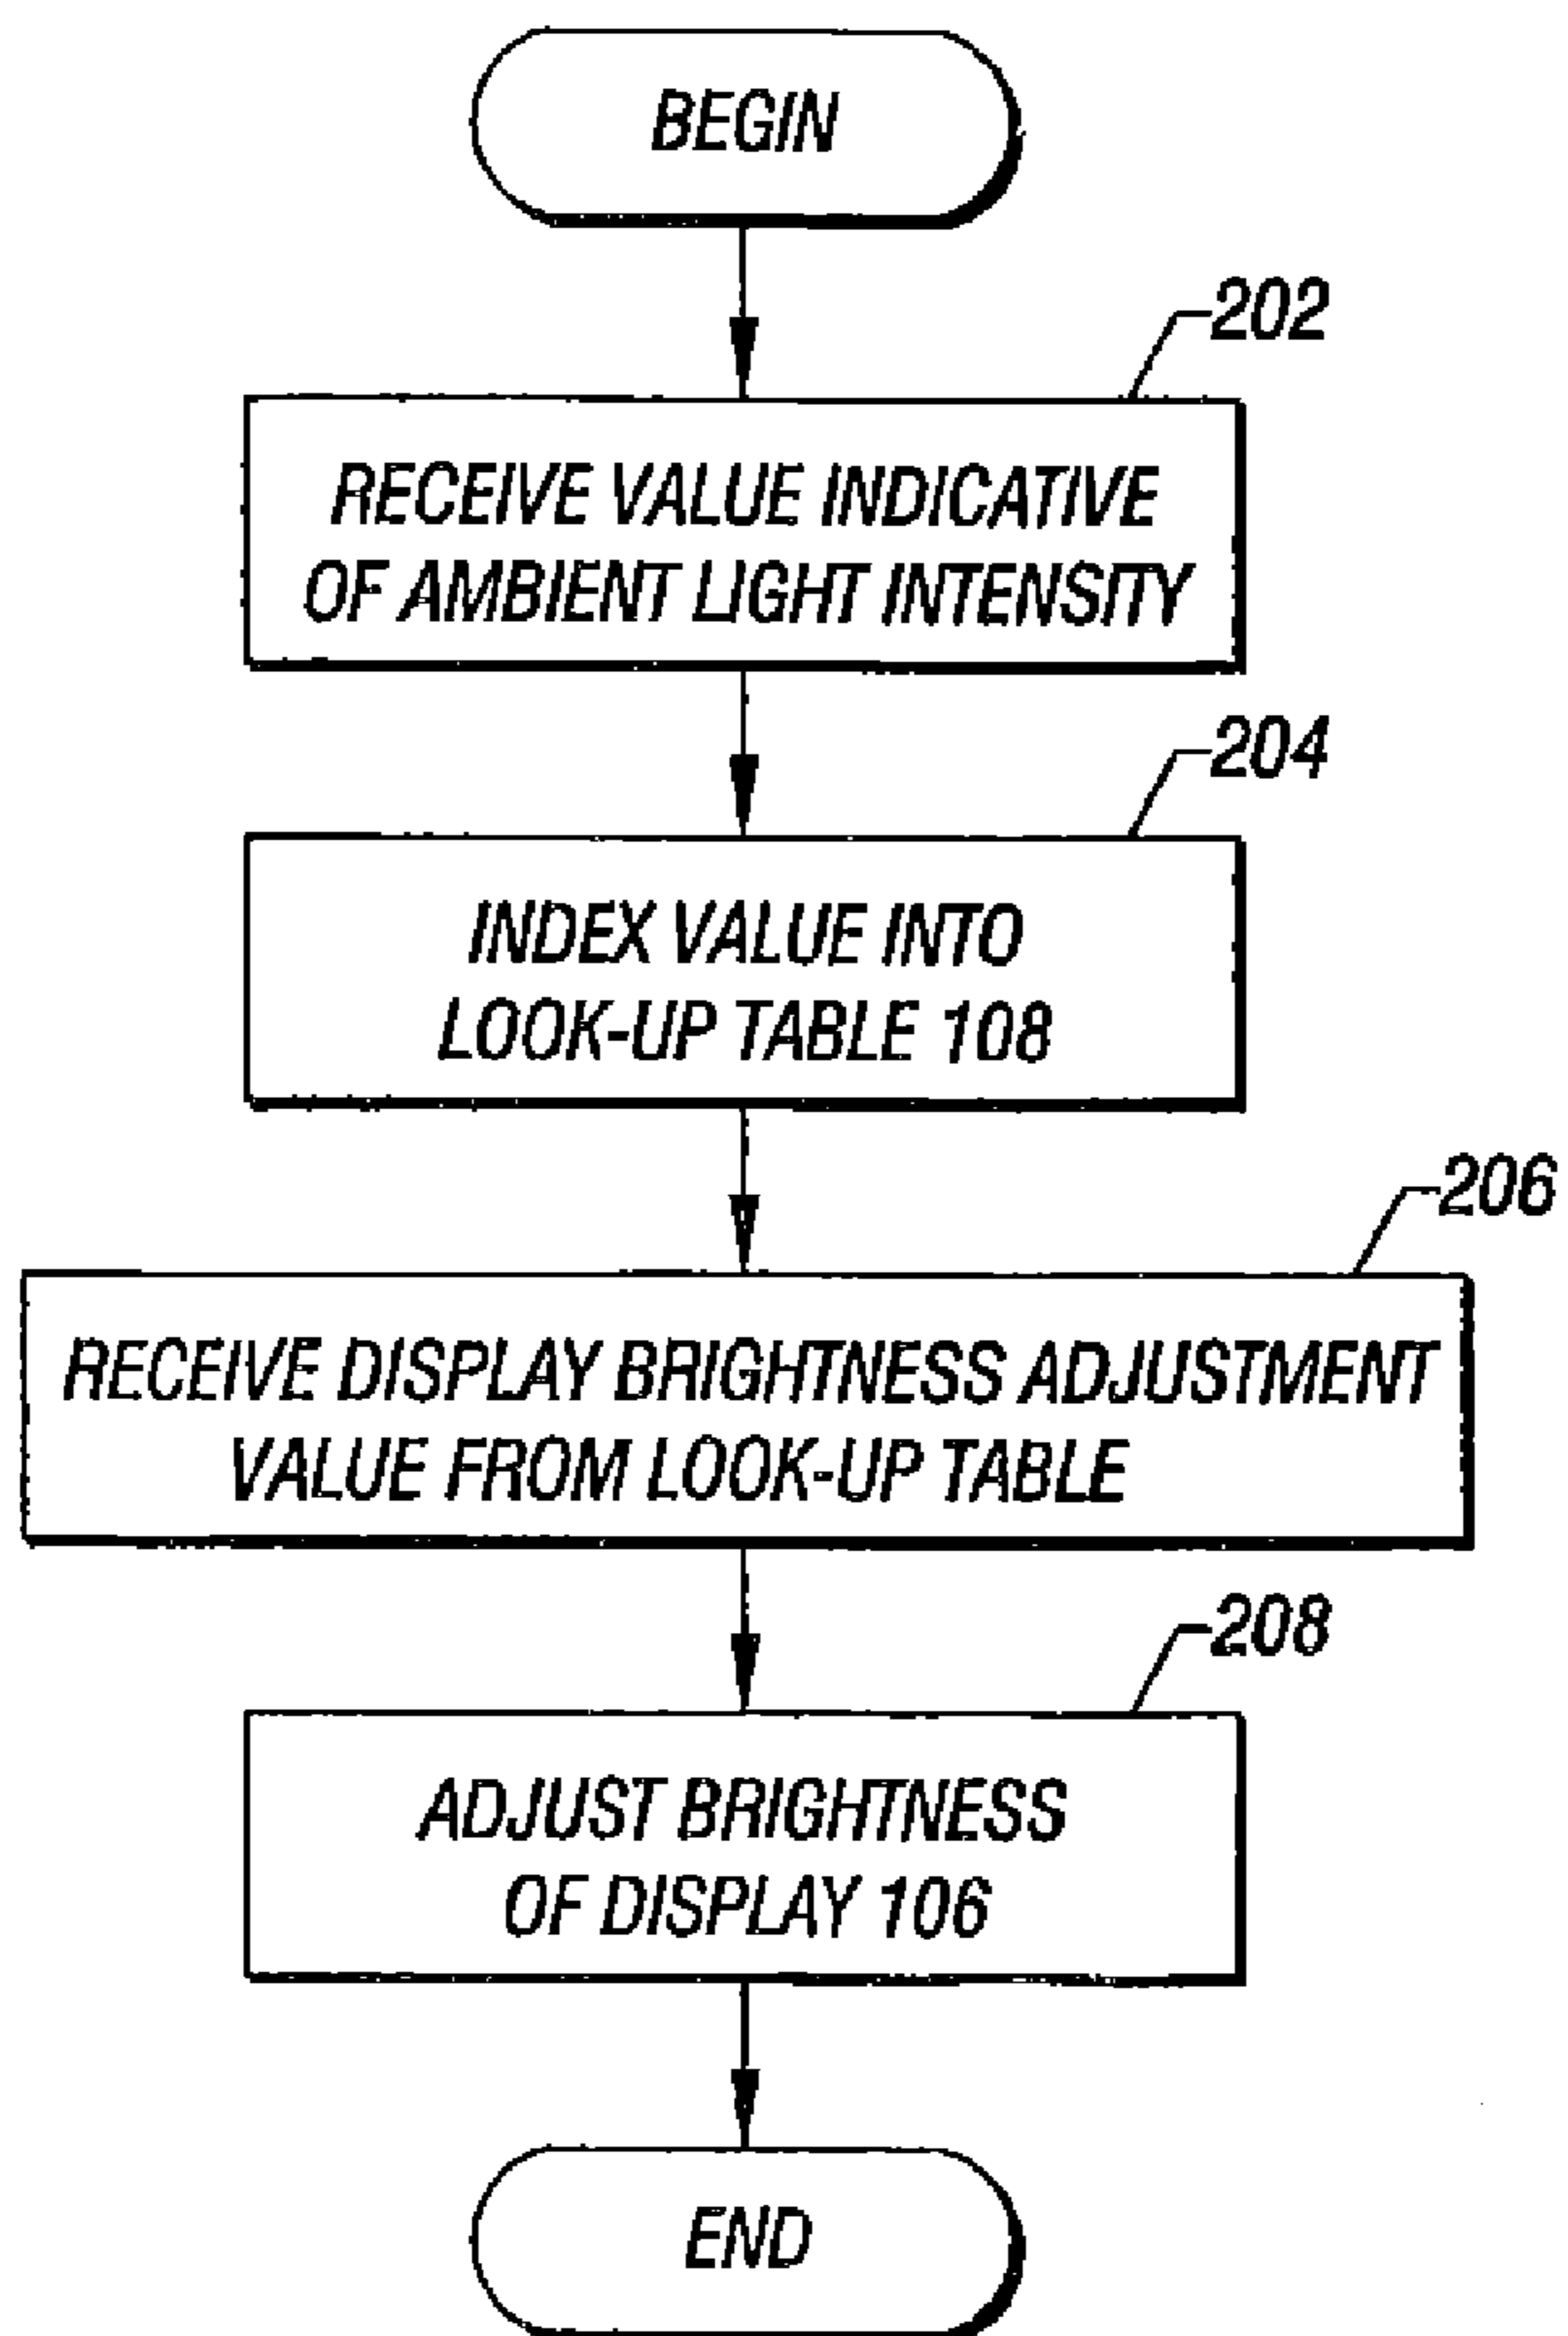 BEGIN
202
RECEIVE VALUE INDICATIVE
OF AMBIENT LIGHT INTENSITY
204
INDEX VALUE INTO
LOOK-UP TABLE 108
206
RECEIVE DISPLAY BRIGHTNESS ADJUSTMENT
VALUE FROM LOOK-UP TABLE
208
ADJUST BRIGHTNESS
OF DISPLAY 106
END